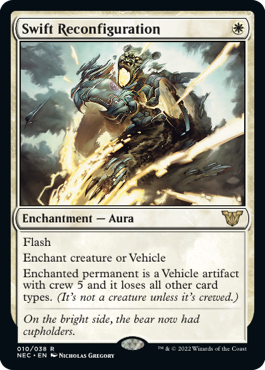 Swift Reconfiguration
Enchantment — Aura
Flash
Enchant creature or Vehicle
Enchanted permanent is a Vehicle artifact
with crew 5 and it loses all other card
types. (It's not a creature unless it's crewed.)
On the bright side, the bear now had
cupholders.
010/038 R
NEC • EN Nicholas Gregory
™ & © 2022 Wizards of the Coast